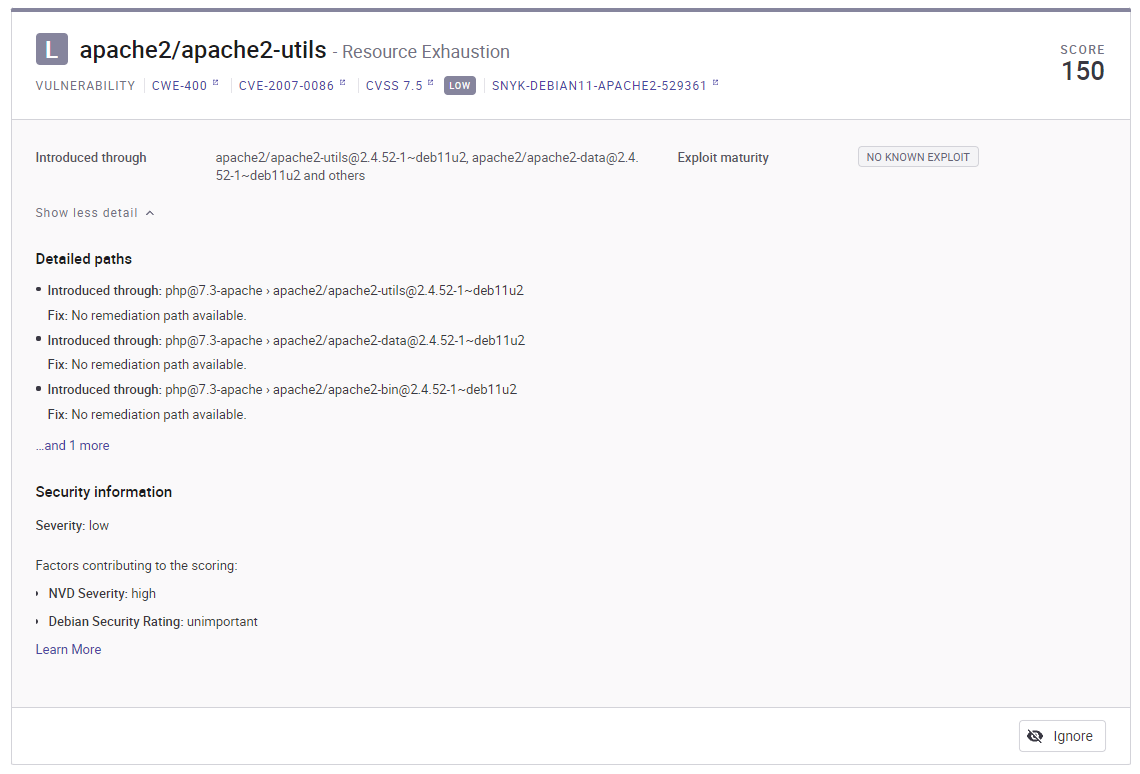 L apache2/apache2-utils - Resource Exhaustion
SCORE
150
VULNERABILITY CWE-400 CVE-2007-0086 CVSS 7.5 LOW SNYK-DEBIAN11-APACHE2-529361
Introduced through
apache2/apache2-utils@2.4.52-1~deb11u2, apache2/apache2-data@2.4.
52-1~deb11u2 and others
Exploit maturity
NO KNOWN EXPLOIT
Show less detail
Detailed paths
• Introduced through: php@7.3-apache › apache2/apache2-utils@2.4.52-1~deb11u2
Fix: No remediation path available.
• Introduced through: php@7.3-apache › apache2/apache2-data@2.4.52-1~deb11u2
Fix: No remediation path available.
• Introduced through: php@7.3-apache › apache2/apache2-bin@2.4.52-1~deb11u2
Fix: No remediation path available.
...and 1 more
Security information
Severity: low
Factors contributing to the scoring:
NVD Severity: high
Debian Security Rating: unimportant
Learn More
Ignore